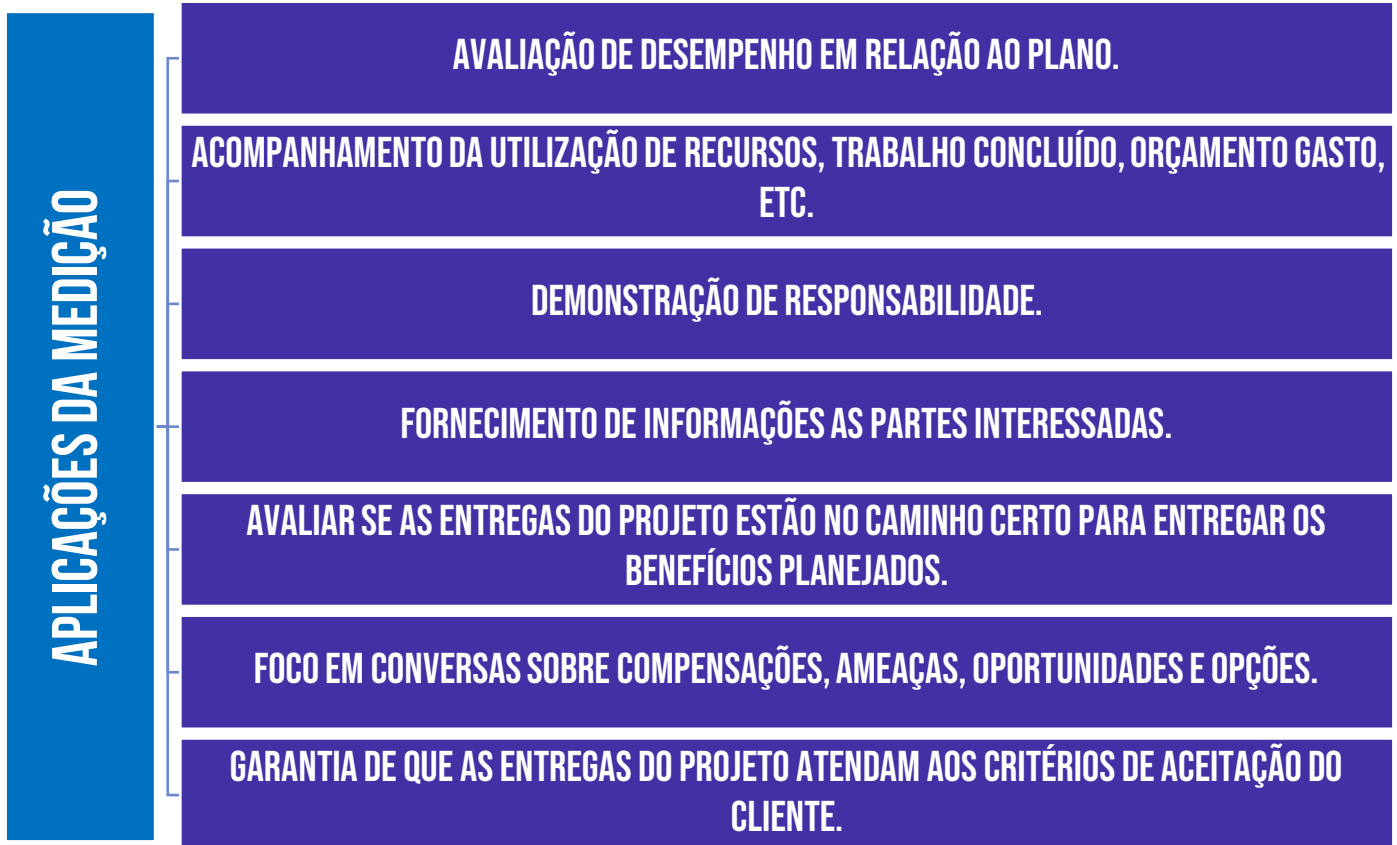 APLICAÇÕES DA MEDIÇÃO
AVALIAÇÃO DE DESEMPENHO EM RELAÇÃO AO PLANO.
ACOMPANHAMENTO DA UTILIZAÇÃO DE RECURSOS, TRABALHO CONCLUÍDO, ORÇAMENTO GASTO,
ETC.
DEMONSTRAÇÃO DE RESPONSABILIDADE.
FORNECIMENTO DE INFORMAÇÕES AS PARTES INTERESSADAS.
AVALIAR SE AS ENTREGAS DO PROJETO ESTÃO NO CAMINHO CERTO PARA ENTREGAR OS
BENEFÍCIOS PLANEJADOS.
FOCO EM CONVERSAS SOBRE COMPENSAÇÕES, AMEAÇAS, OPORTUNIDADES E OPÇÕES.
GARANTIA DE QUE AS ENTREGAS DO PROJETO ATENDAM AOS CRITÉRIOS DE ACEITAÇÃO DO
CLIENTE.